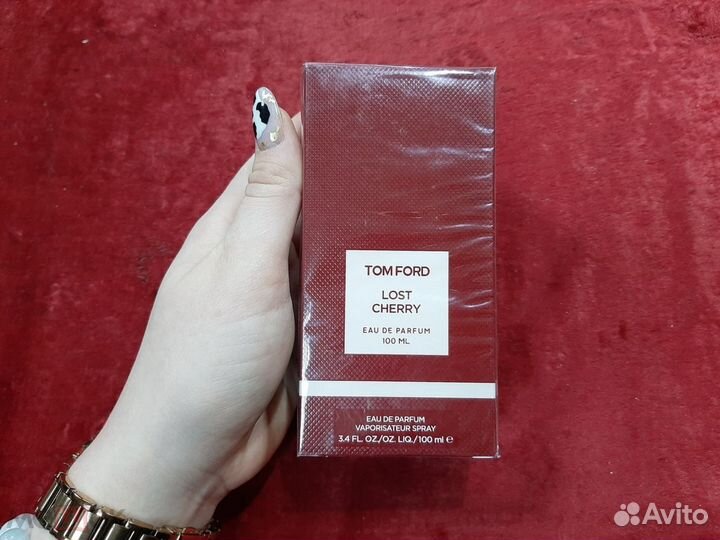 TOM FORD
LOST
CHERRY
EAU DE PARFUM
100 ML
EAU DE PARFUM
VAPORISATEUR SPRAY
3.4 FL. OZ./OZ. LIQ./100 ml ℮
Avito